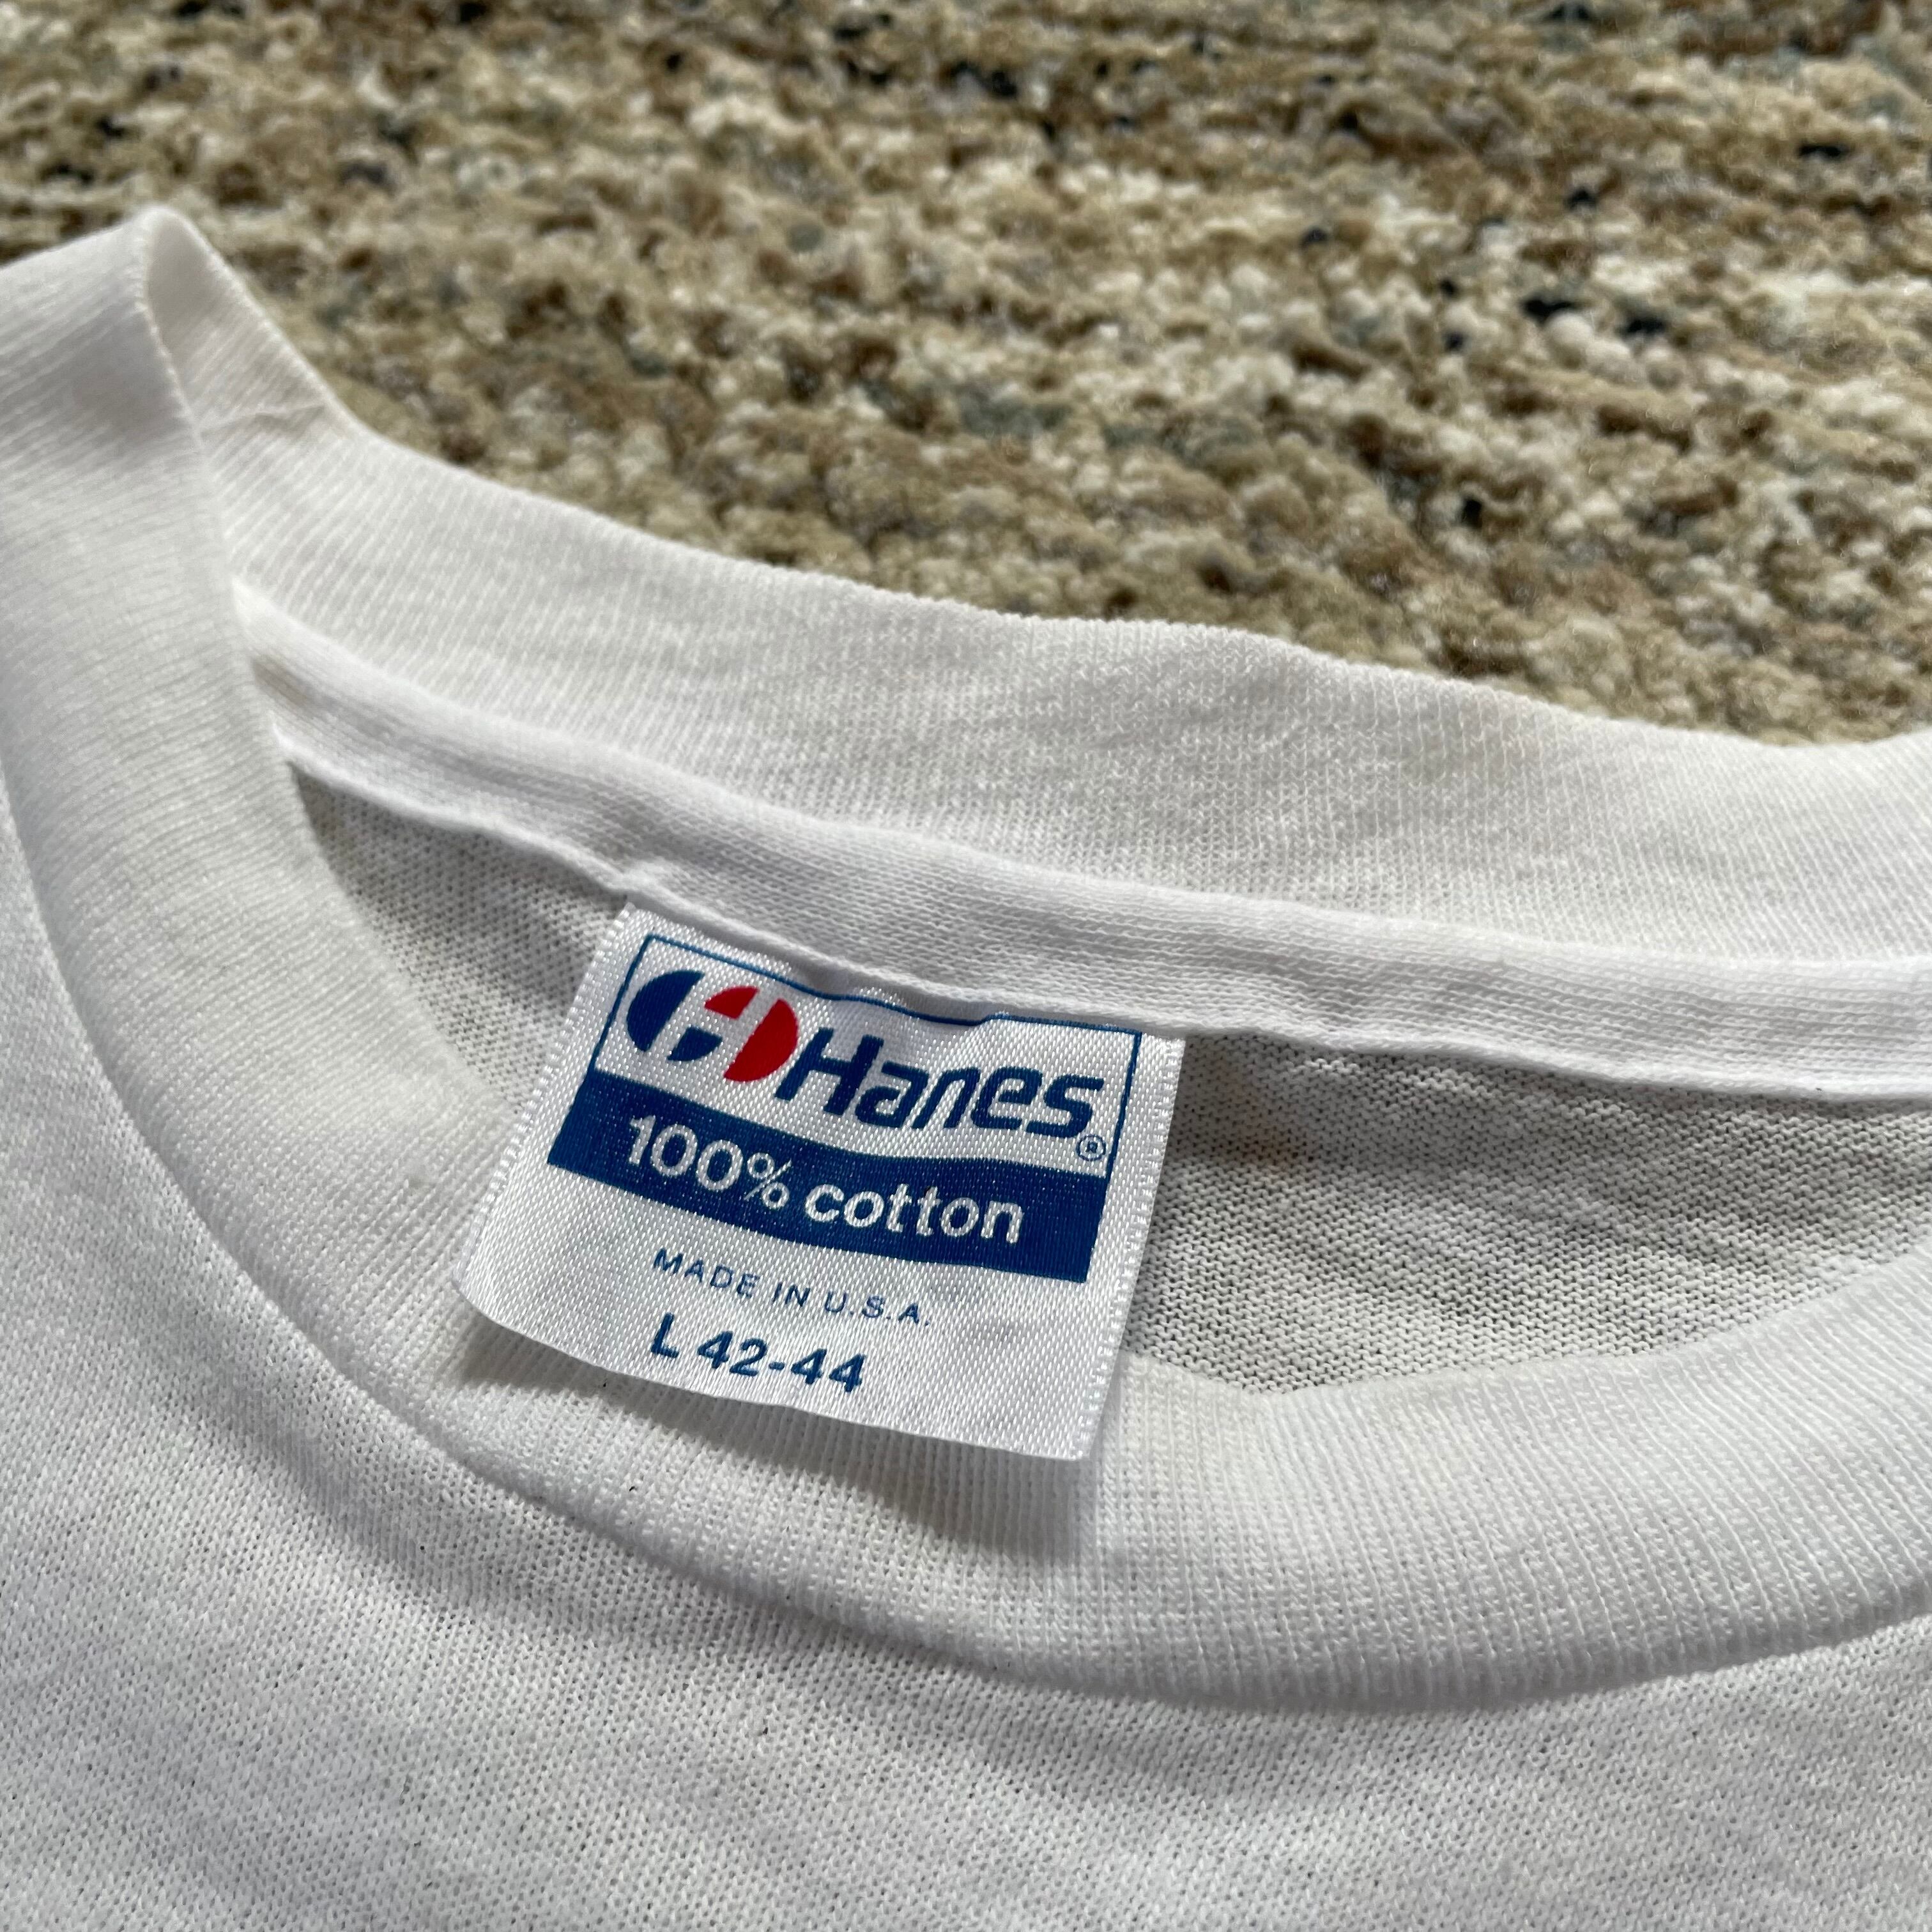 Hanes®
100% cotton
MADE IN U.S.A.
L 42-44